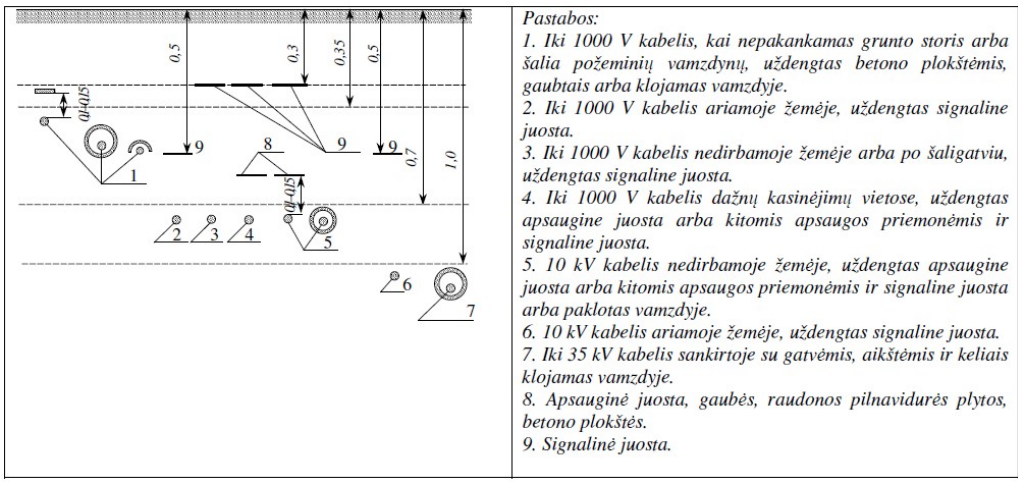 0,5
0,3
0,35
0,5
0,1-0,15
9
8
9
9
0,7
1,0
1
0,1-0,15
2
3
4
5
6
7
Pastabos:
1. Iki 1000 V kabelis, kai nepakankamas grunto storis arba
šalia požeminių vamzdynų, uždengtas betono plokštėmis,
gaubtais arba klojamas vamzdyje.
2. Iki 1000 V kabelis ariamoje žemėje, uždengtas signaline
juosta.
3. Iki 1000 V kabelis nedirbamoje žemėje arba po šaligatviu,
uždengtas signaline juosta.
4. Iki 1000 V kabelis dažnų kasinėjimų vietose, uždengtas
apsaugine juosta arba kitomis apsaugos priemonėmis ir
signaline juosta.
5. 10 kV kabelis nedirbamoje žemėje, uždengtas apsaugine
juosta arba kitomis apsaugos priemonėmis ir signaline juosta
arba paklotas vamzdyje.
6. 10 kV kabelis ariamoje žemėje, uždengtas signaline juosta.
7. Iki 35 kV kabelis sankirtoje su gatvėmis, aikštėmis ir keliais
klojamas vamzdyje.
8. Apsauginė juosta, gaubės, raudonos pilnavidurės plytos,
betono plokštės.
9. Signalinė juosta.